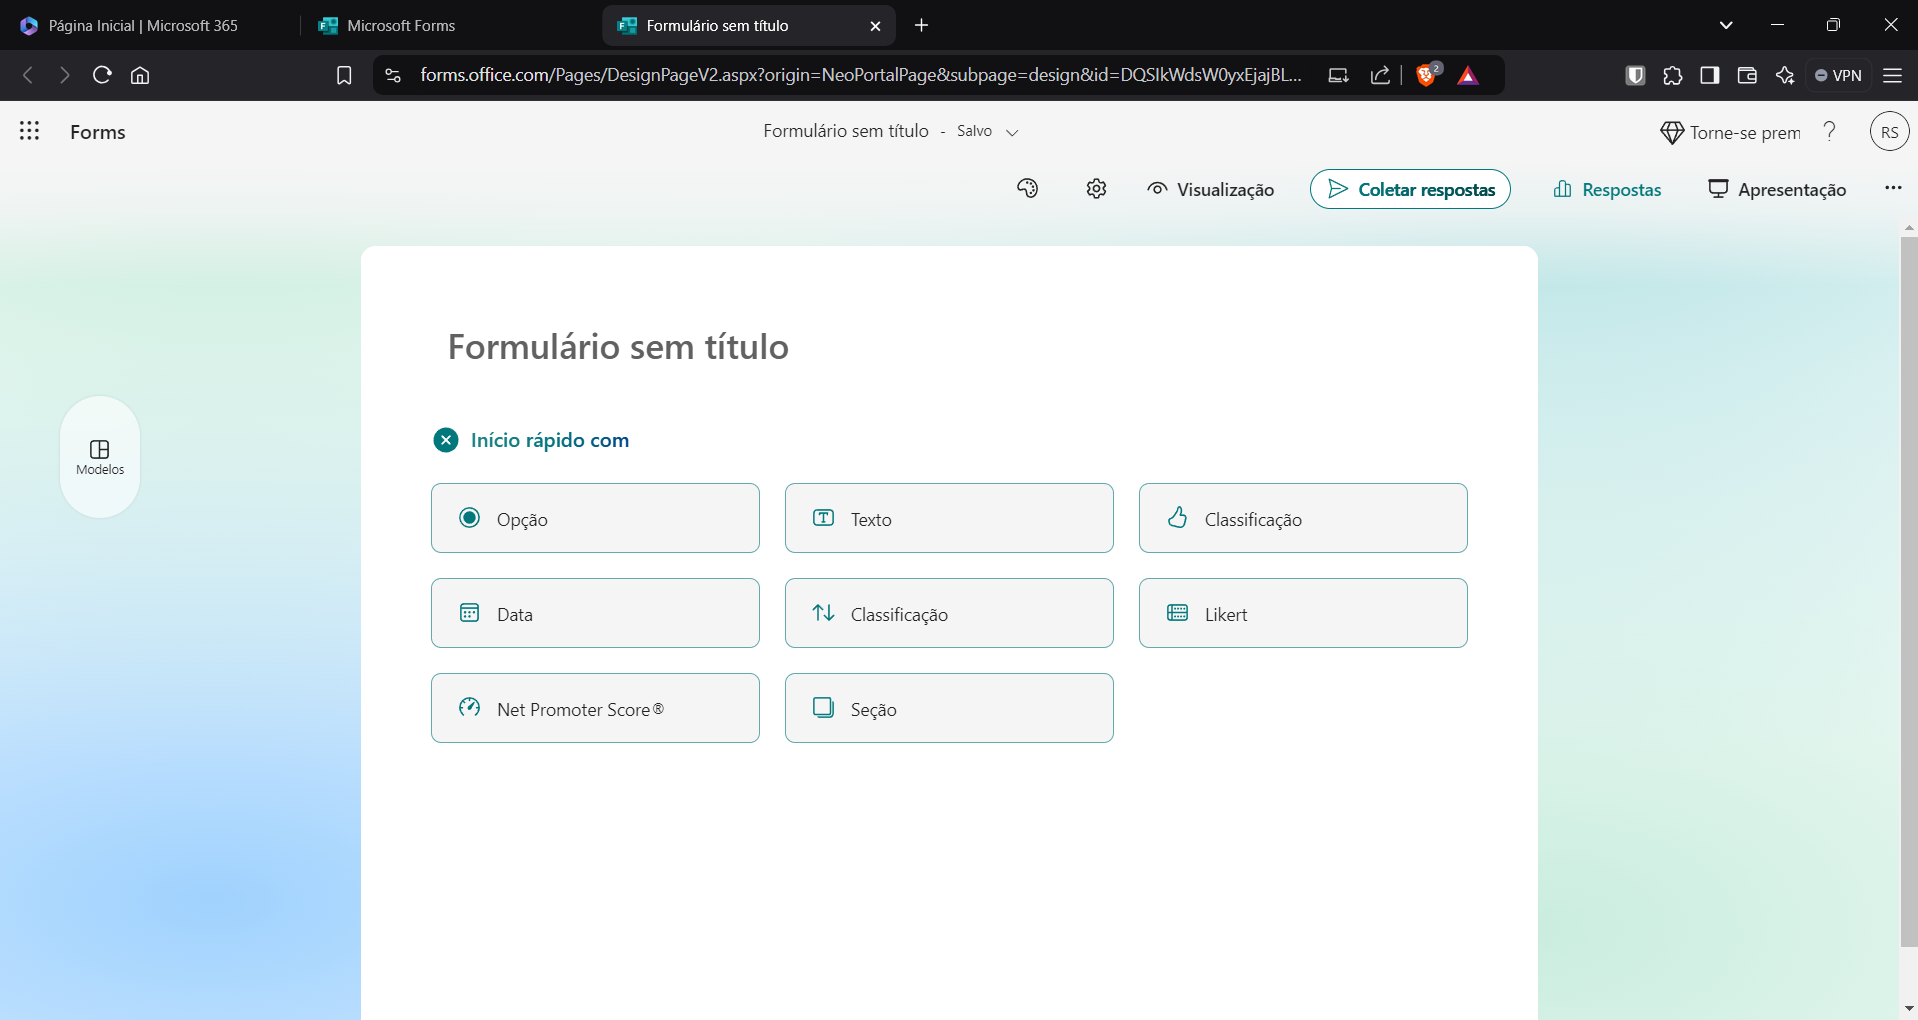 Página Inicial | Microsoft 365
Microsoft Forms
Formulário sem título
forms.office.com/Pages/DesignPageV2.aspx?origin=NeoPortalPage&subpage=design&id=DQSIkWdsW0yxEjajBL...
2
VPN
Forms
Formulário sem título - Salvo
Torne-se prem
?
RS
Visualização
Coletar respostas
Respostas
Apresentação
Formulário sem título
Modelos
Início rápido com
Opção
Texto
Classificação
Data
Classificação
Likert
Net Promoter Score®
Seção